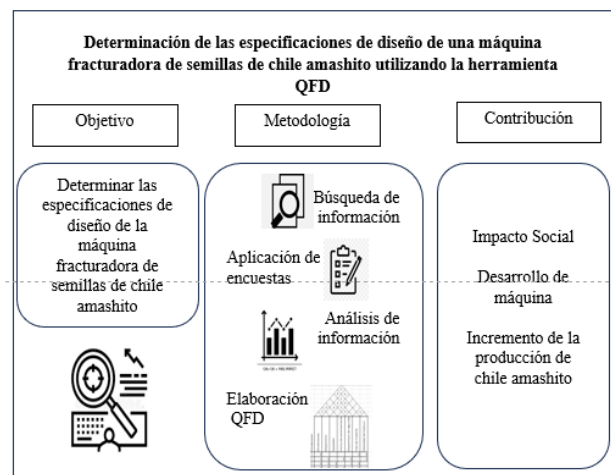 Determinación de las especificaciones de diseño de una máquina
fracturadora de semillas de chile amashito utilizando la herramienta
QFD
Objetivo
Metodología
Contribución
Determinar las
especificaciones de
diseño de la
máquina
fracturadora de
semillas de chile
amashito
Búsqueda de
información
Aplicación de
encuestas
Análisis de
información
Elaboración
QFD
Impacto Social
Desarrollo de
máquina
Incremento de la
producción de
chile amashito